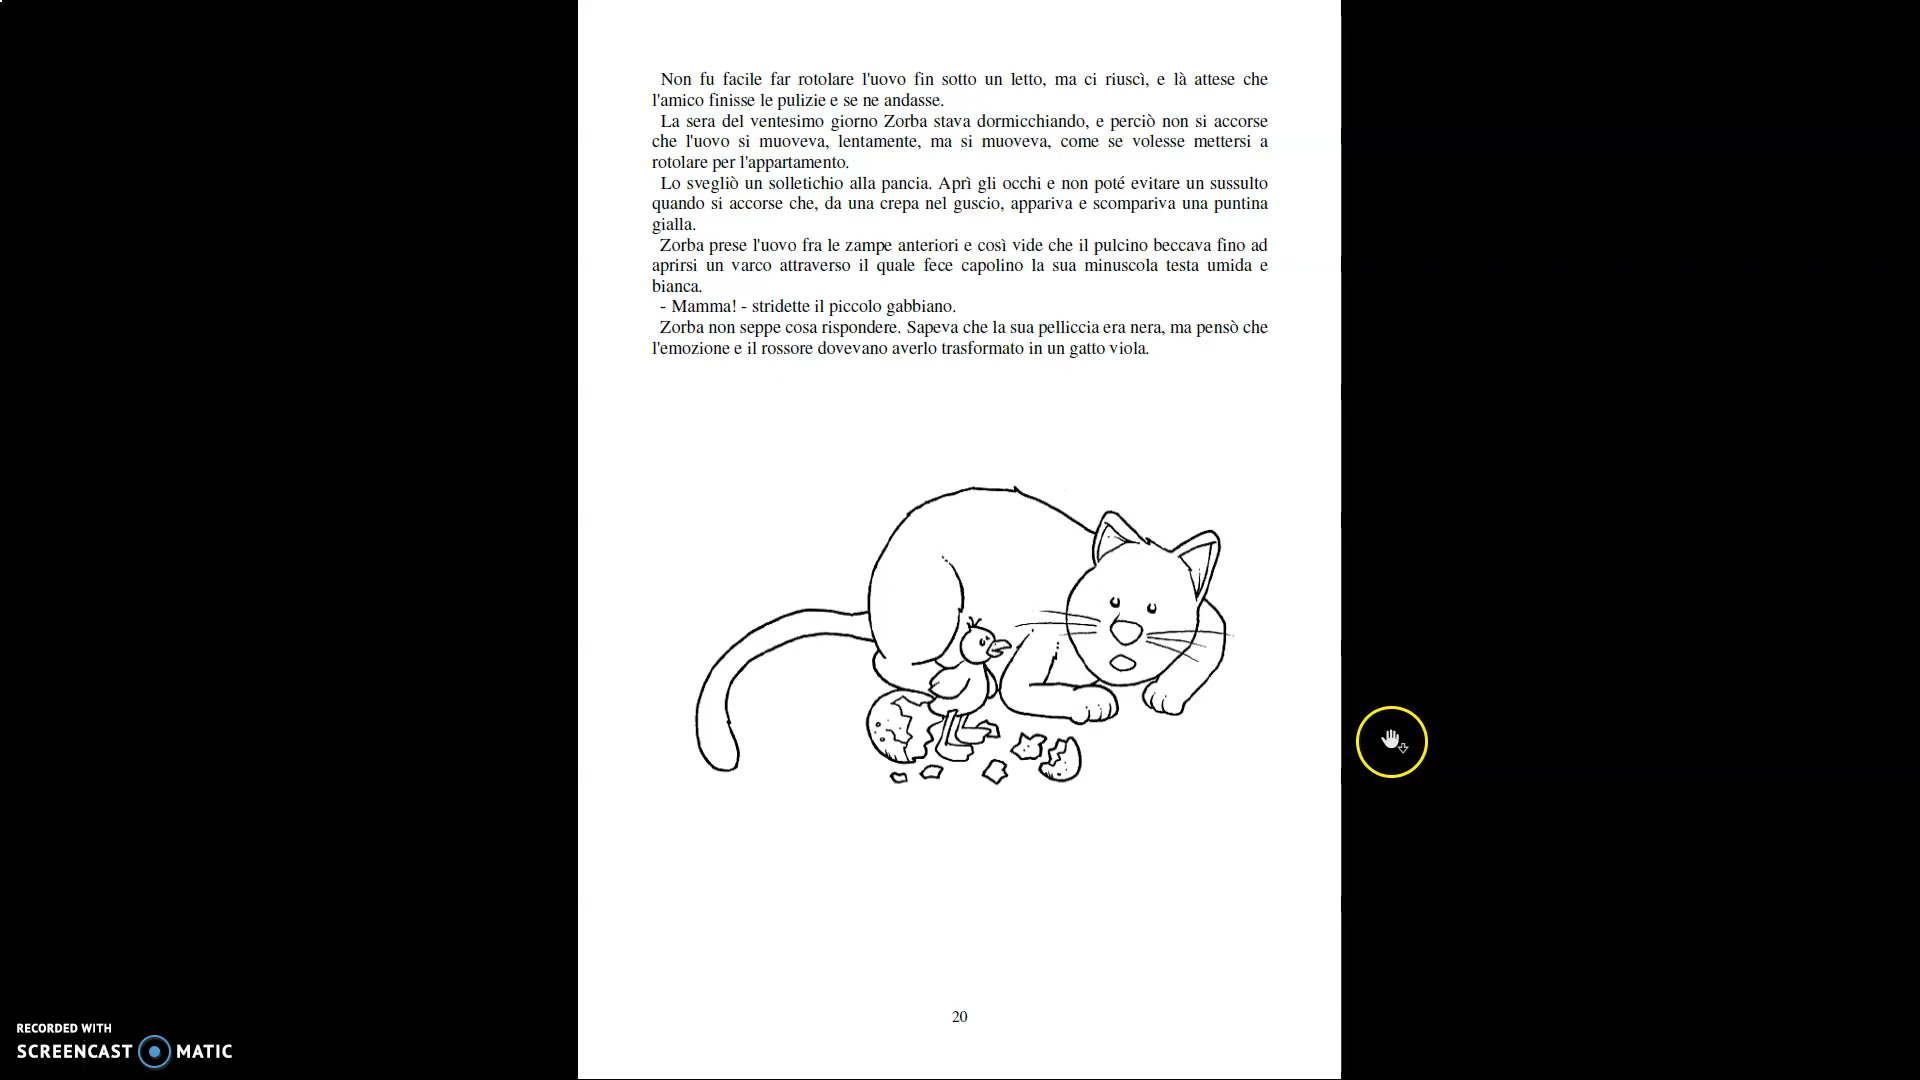 Non fu facile far rotolare l'uovo fin sotto un letto, ma ci riuscì, e là attese che
l'amico finisse le pulizie e se ne andasse.
La sera del ventesimo giorno Zorba stava dormicchiando, e perciò non si accorse
che l'uovo si muoveva, lentamente, ma si muoveva, come se volesse mettersi a
rotolare per l'appartamento.
Lo svegliò un solletichio alla pancia. Aprì gli occhi e non poté evitare un sussulto
quando si accorse che, da una crepa nel guscio, appariva e scompariva una puntina
gialla.
Zorba prese l'uovo fra le zampe anteriori e così vide che il pulcino beccava fino ad
aprirsi un varco attraverso il quale fece capolino la sua minuscola testa umida e
bianca.
- Mamma! - stridette il piccolo gabbiano.
Zorba non seppe cosa rispondere. Sapeva che la sua pelliccia era nera, ma pensò che
l'emozione e il rossore dovevano averlo trasformato in un gatto viola.
20
RECORDED WITH
SCREENCAST MATIC